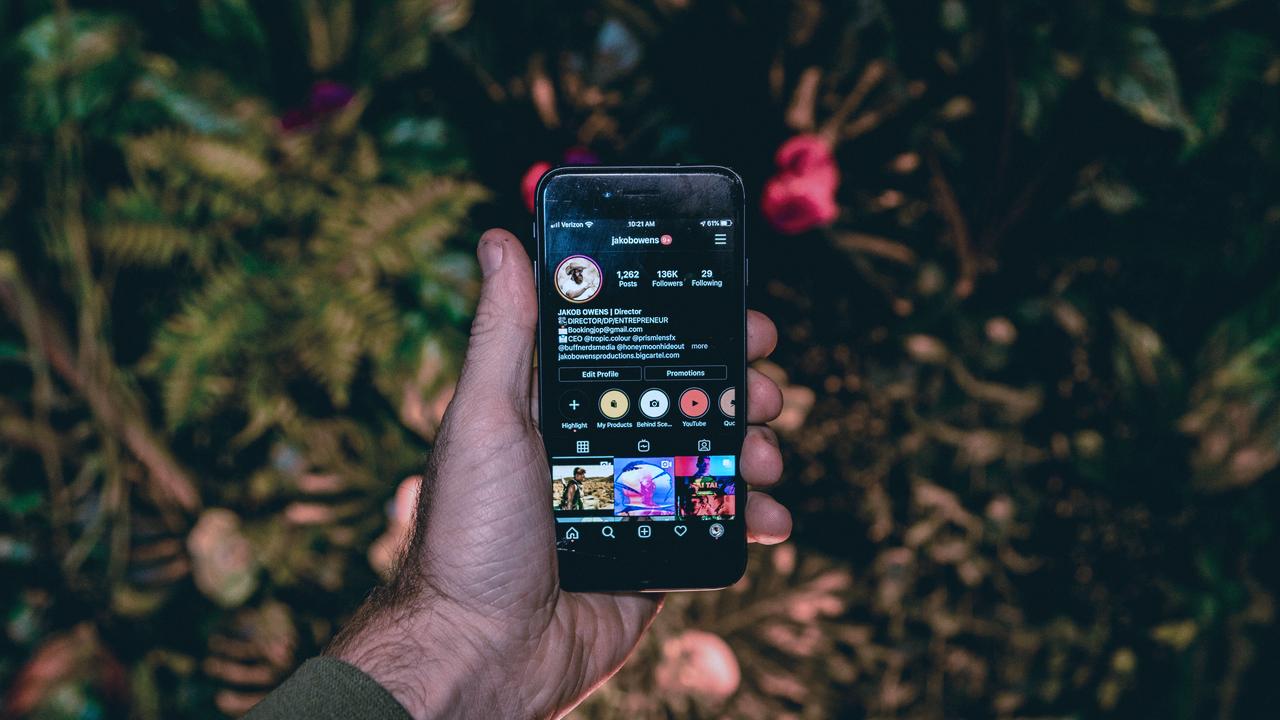 Verizon 10:21 AM 61%
jakobowens 9+
1,262 136K 29
Posts Followers Following
JAKOB OWENS | Director
DIRECTOR/DP/ENTREPRENEUR
Bookingjop@gmail.com
CEO @tropic.colour @prismlensfx
@buffnerdsmedia @honeymoonhideout more
jakobowensproductions.bigcartel.com
Edit Profile Promotions
Highlight My Products Behind Sce... YouTube Quo
TAI